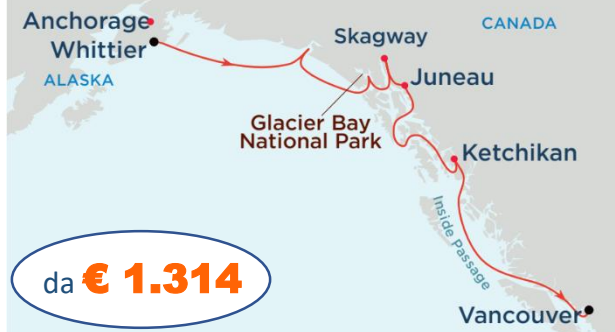 Anchorage
Whittier
ALASKA
Skagway
CANADA
Juneau
Glacier Bay
National Park
Ketchikan
Inside Passage
da € 1.314
Vancouver